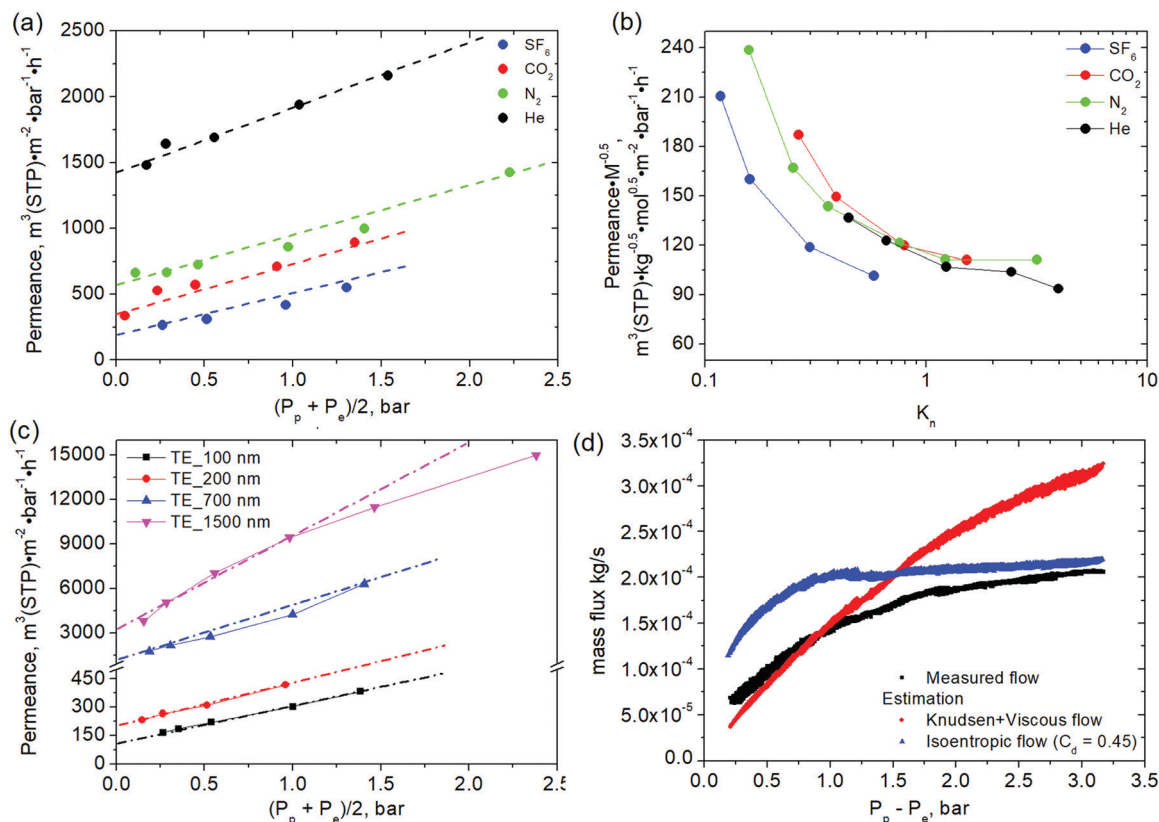 (a)
Permeance, m³(STP)•m⁻²•bar⁻¹•h⁻¹
2500
2000
1500
1000
500
0
0.0
0.5
1.0
1.5
2.0
2.5
(Pₚ + Pₑ)/2, bar
SF₆
CO₂
N₂
He
(b)
Permeance•M⁻⁰·⁵,
m³(STP)•kg⁻⁰·⁵•mol⁰·⁵•m⁻²•bar⁻¹•h⁻¹
240
210
180
150
120
90
60
0.1
1
10
Kₙ
SF₆
CO₂
N₂
He
(c)
Permeance, m³(STP)•m⁻²•bar⁻¹•h⁻¹
15000
12000
9000
6000
3000
450
300
150
0
0.0
0.5
1.0
1.5
2.0
2.5
(Pₚ + Pₑ)/2, bar
TE_100 nm
TE_200 nm
TE_700 nm
TE_1500 nm
(d)
mass flux kg/s
3.5x10⁻⁴
3.0x10⁻⁴
2.5x10⁻⁴
2.0x10⁻⁴
1.5x10⁻⁴
1.0x10⁻⁴
5.0x10⁻⁵
0.0
0.0
0.5
1.0
1.5
2.0
2.5
3.0
3.5
Pₚ - Pₑ, bar
Measured flow
Estimation
Knudsen+Viscous flow
Isoentropic flow (C_d = 0.45)